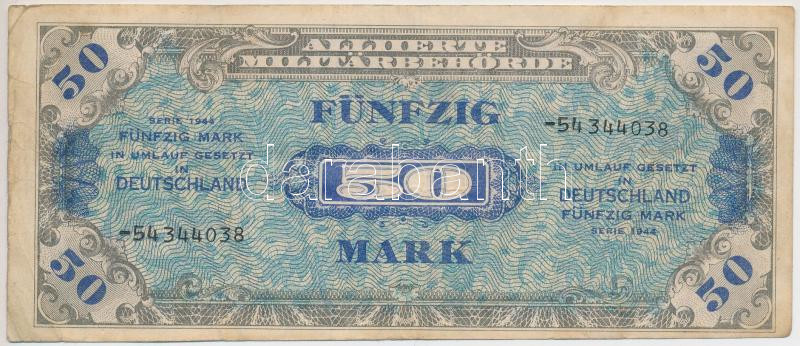 50
50
ALLIIERTE
MILITÄRBEHÖRDE
FÜNFZIG
-54344038
SERIE 1944
FÜNFZIG MARK
IN UMLAUF GESETZT
IN
DEUTSCHLAND
50
darabanth
IN UMLAUF GESETZT
IN
DEUTSCHLAND
FÜNFZIG MARK
SERIE 1944
-54344038
MARK
50
50